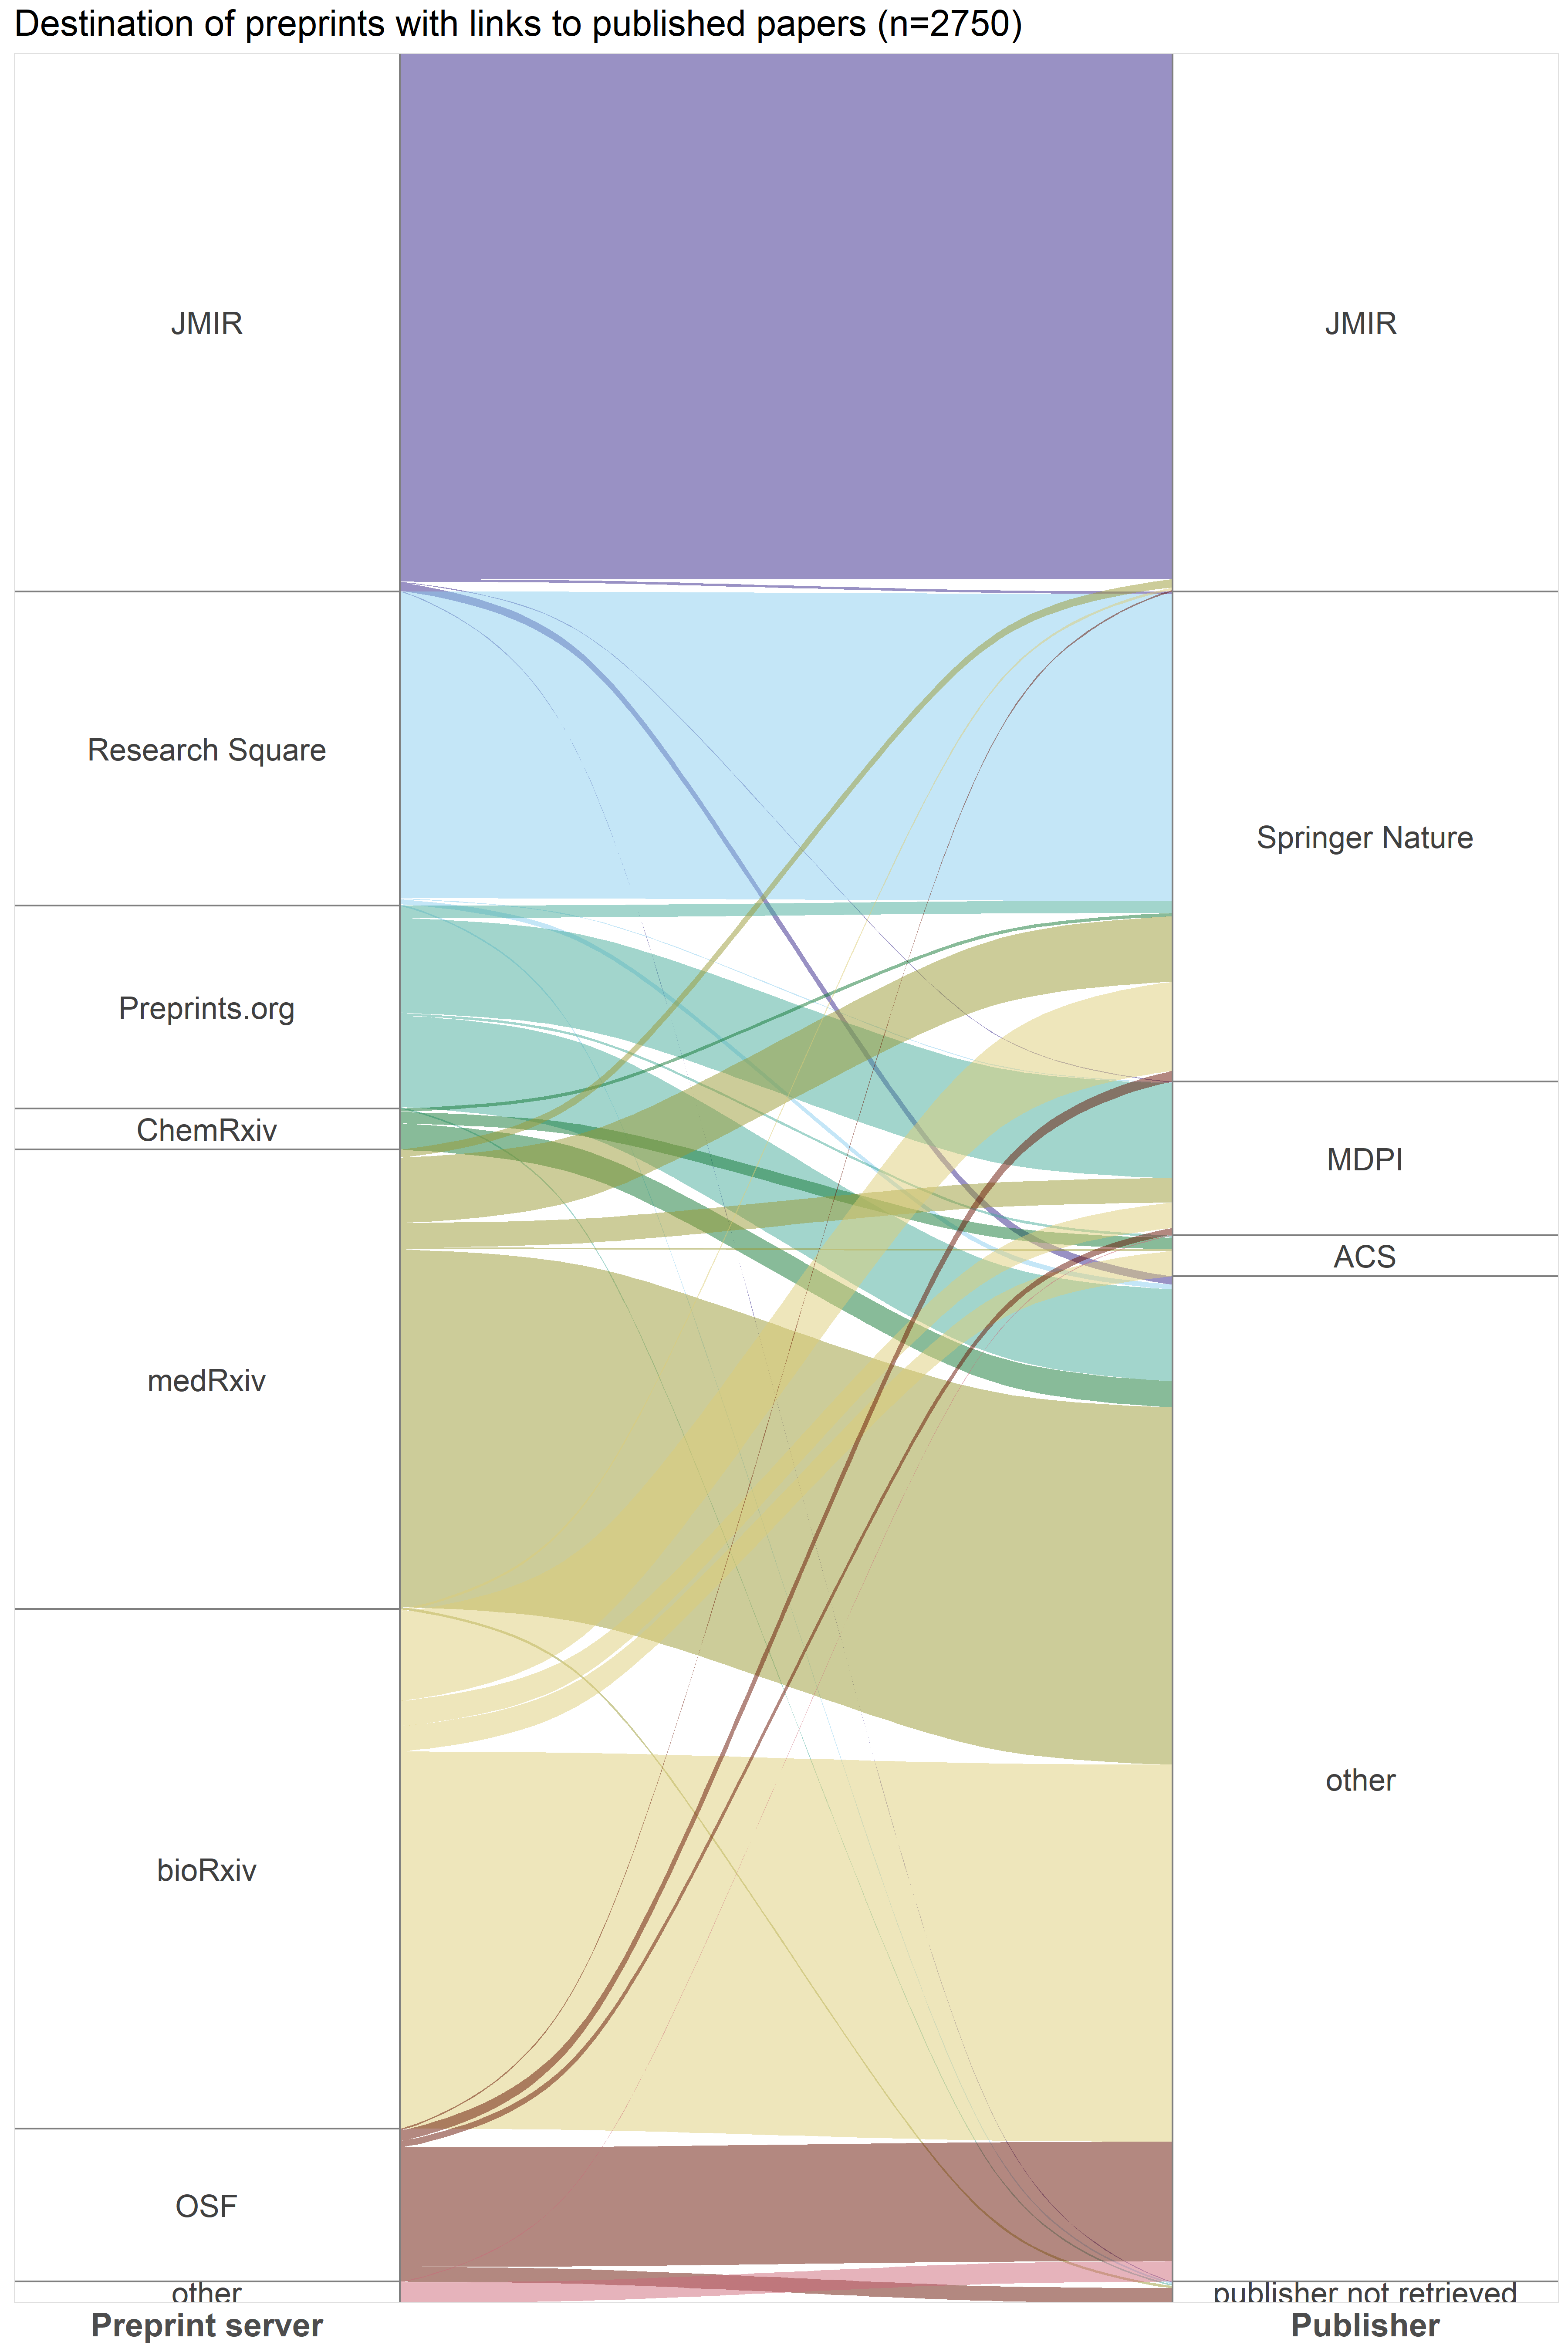 Destination of preprints with links to published papers (n=2750)
JMIR
Research Square
Preprints.org
ChemRxiv
medRxiv
bioRxiv
OSF
other
Preprint server
JMIR
Springer Nature
MDPI
ACS
other
publisher not retrieved
Publisher